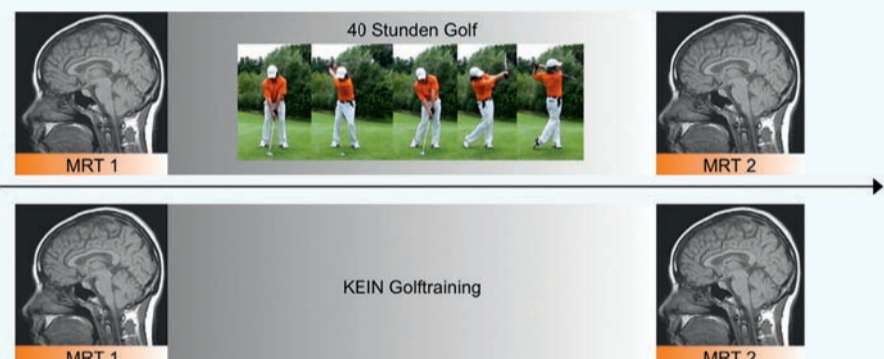 40 Stunden Golf
MRT 1
MRT 2
KEIN Golftraining
MRT 1
MRT 2